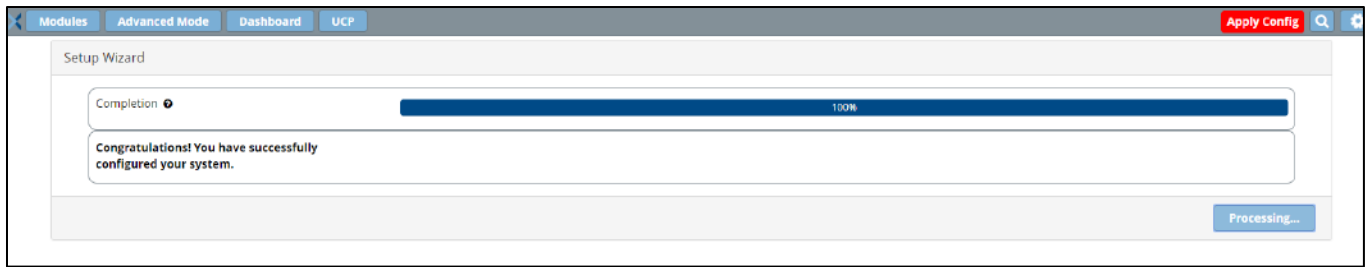 Modules Advanced Mode Dashboard UCP Apply Config
Setup Wizard
Completion
100%
Congratulations! You have successfully
configured your system.
Processing...